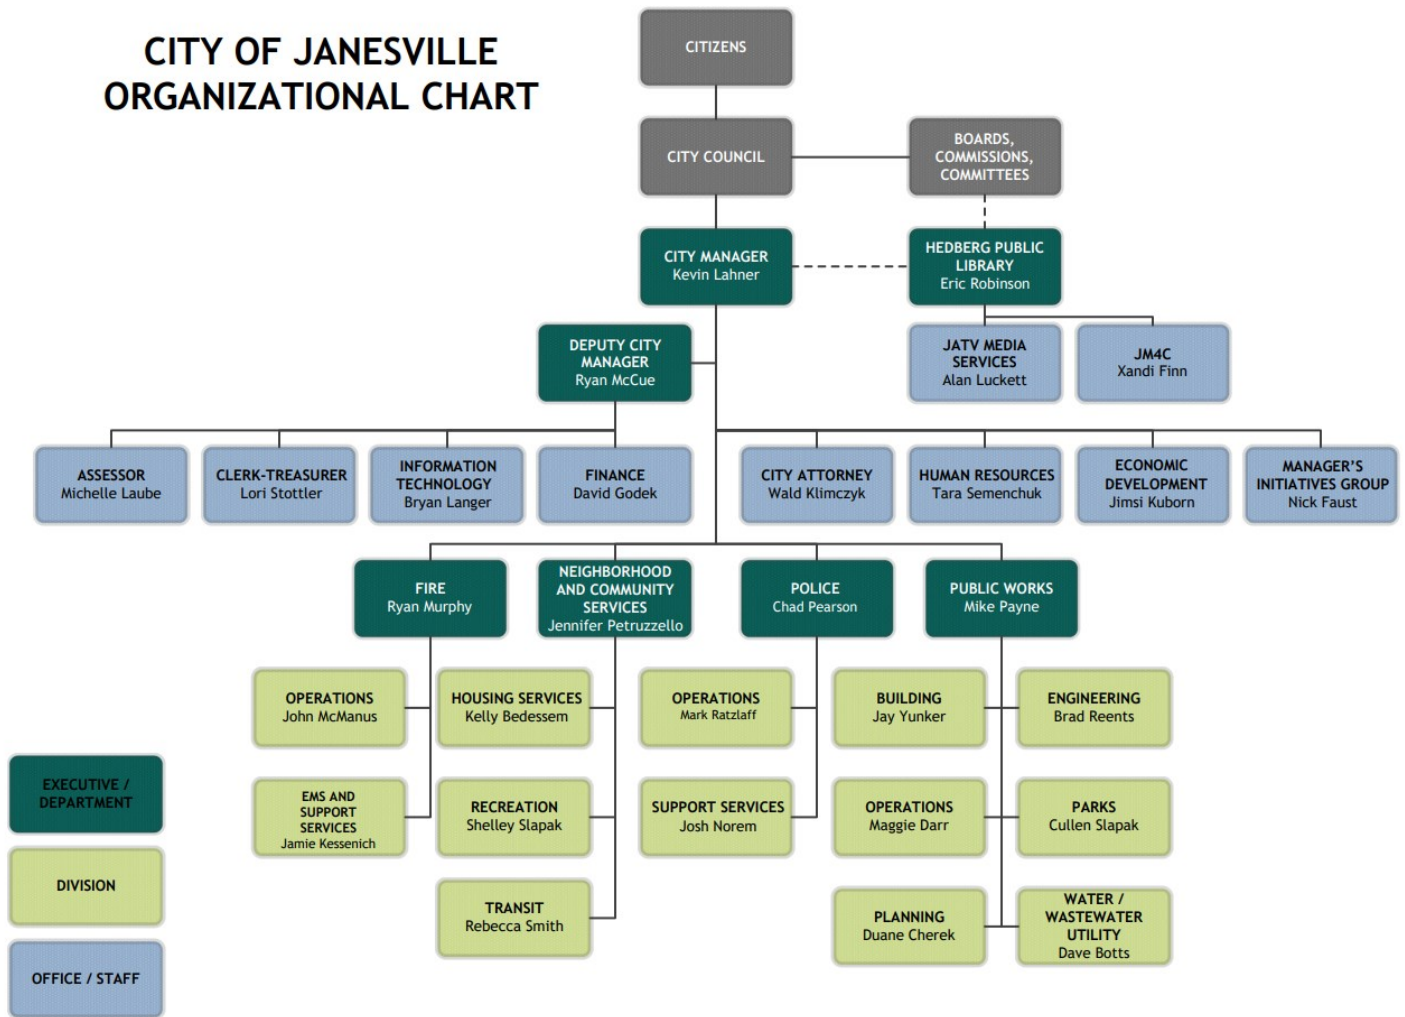 CITY OF JANESVILLE
ORGANIZATIONAL CHART
CITIZENS
CITY COUNCIL
BOARDS,
COMMISSIONS,
COMMITTEES
CITY MANAGER
Kevin Lahner
HEDBERG PUBLIC
LIBRARY
Eric Robinson
DEPUTY CITY
MANAGER
Ryan McCue
JATV MEDIA
SERVICES
Alan Luckett
JM4C
Xandi Finn
ASSESSOR
Michelle Laube
CLERK-TREASURER
Lori Stottler
INFORMATION
TECHNOLOGY
Bryan Langer
FINANCE
David Godek
CITY ATTORNEY
Wald Klimczyk
HUMAN RESOURCES
Tara Semenchuk
ECONOMIC
DEVELOPMENT
Jimsi Kuborn
MANAGER'S
INITIATIVES GROUP
Nick Faust
FIRE
Ryan Murphy
NEIGHBORHOOD
AND COMMUNITY
SERVICES
Jennifer Petruzzello
POLICE
Chad Pearson
PUBLIC WORKS
Mike Payne
OPERATIONS
John McManus
HOUSING SERVICES
Kelly Bedessem
OPERATIONS
Mark Ratzlaff
BUILDING
Jay Yunker
ENGINEERING
Brad Reents
EMS AND
SUPPORT
SERVICES
Jamie Kessenich
RECREATION
Shelley Slapak
SUPPORT SERVICES
Josh Norem
OPERATIONS
Maggie Darr
PARKS
Cullen Slapak
TRANSIT
Rebecca Smith
PLANNING
Duane Cherek
WATER /
WASTEWATER
UTILITY
Dave Botts
EXECUTIVE /
DEPARTMENT
DIVISION
OFFICE / STAFF